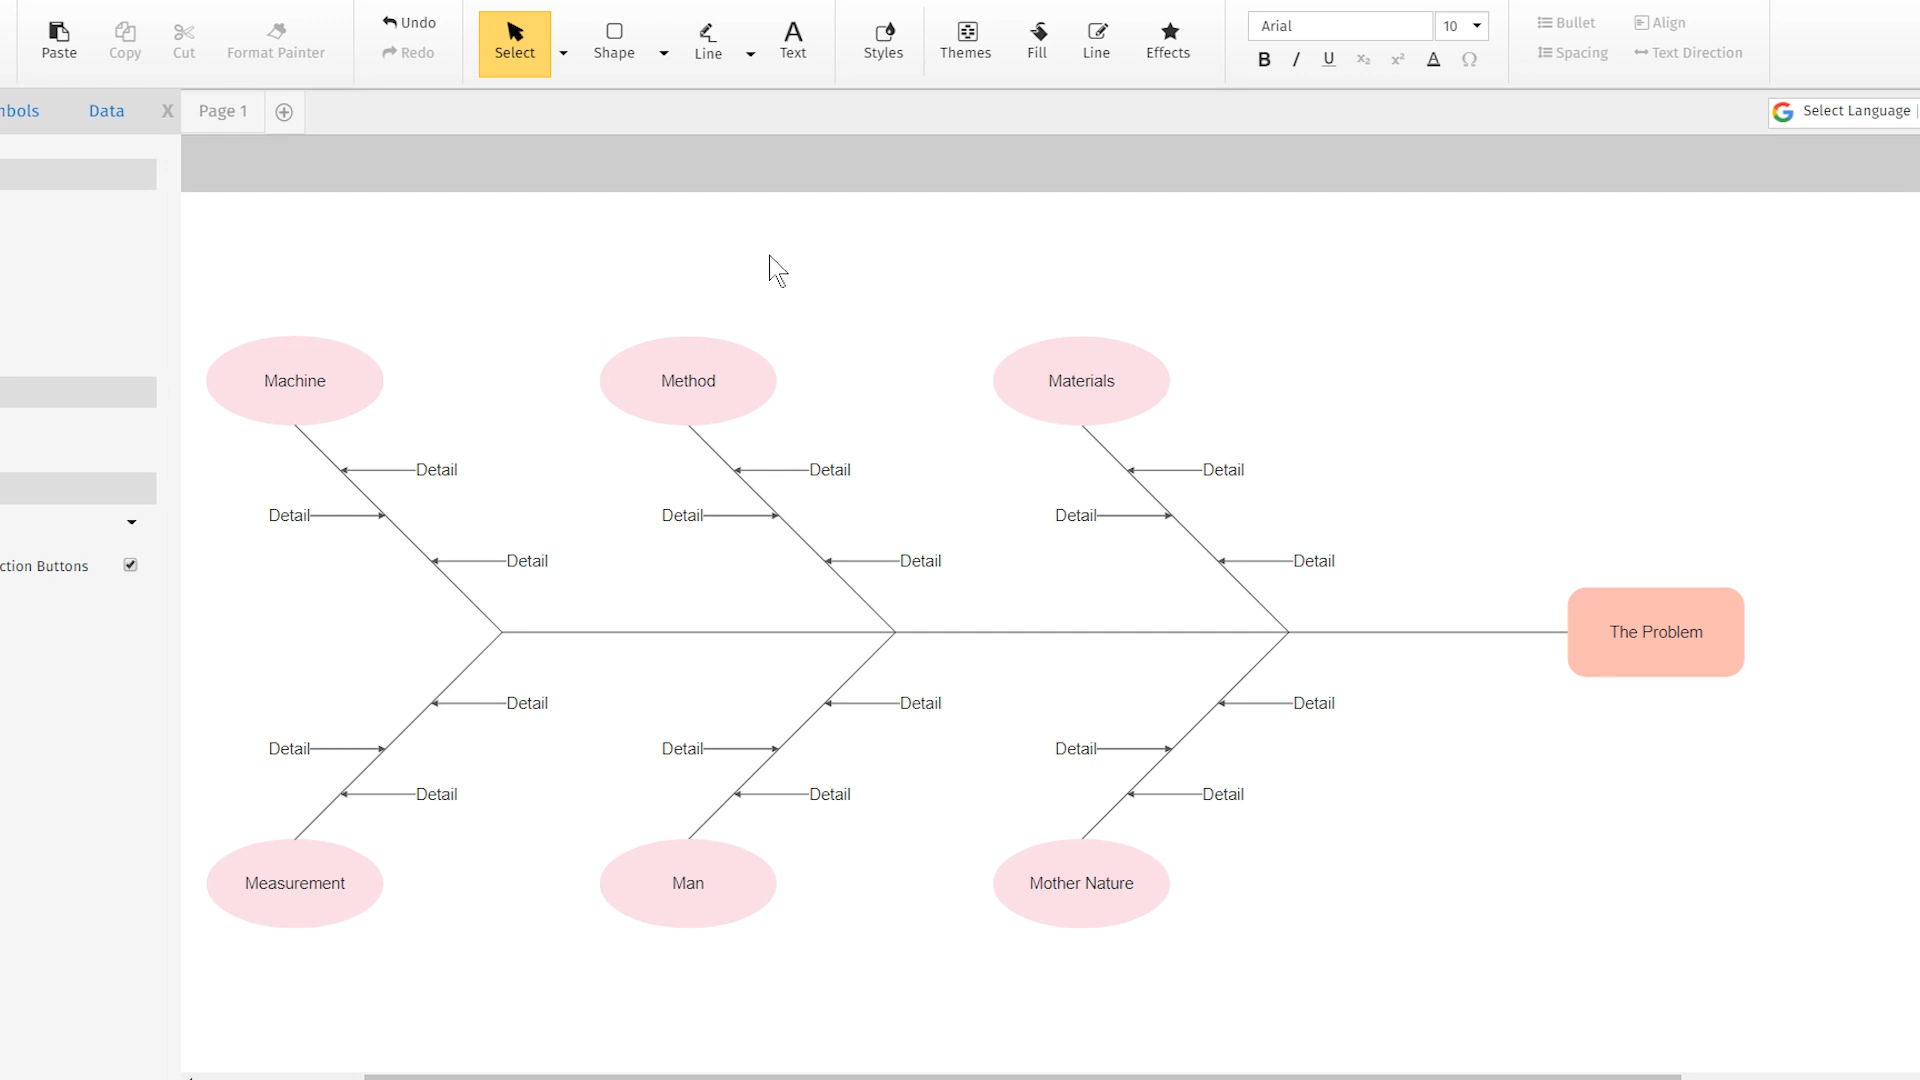 Paste
Copy
Cut
Format Painter
Undo
Redo
Select
Shape
Line
Text
Styles
Themes
Fill
Line
Effects
Arial
10
B I U x₂ x² A Ω
Bullet
Align
Spacing
Text Direction
mbols
Data
X
Page 1
Select Language
ction Buttons
Machine
Method
Materials
Detail
Detail
Detail
Detail
Detail
Detail
Detail
Detail
Detail
The Problem
Detail
Detail
Detail
Detail
Detail
Detail
Detail
Detail
Detail
Measurement
Man
Mother Nature